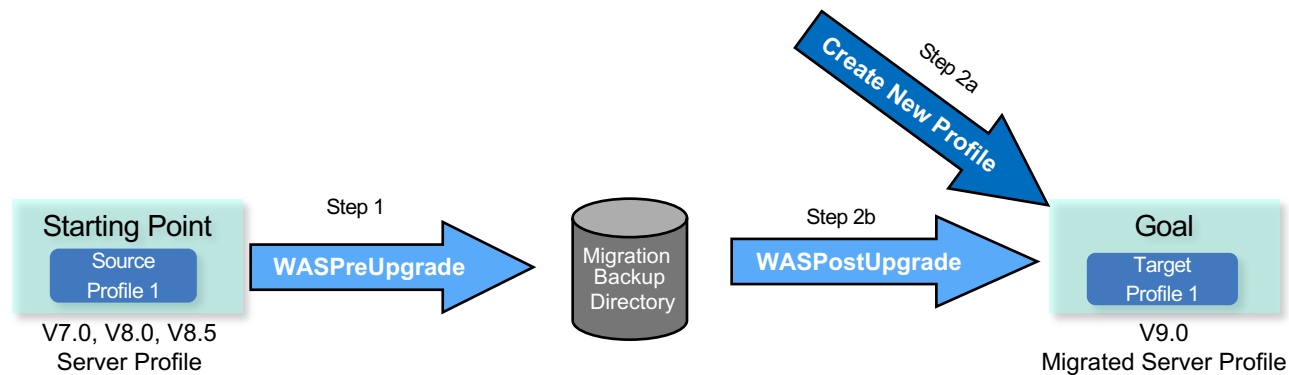 Step 2a
Create New Profile
Starting Point
Source
Profile 1
V7.0, V8.0, V8.5
Server Profile
Step 1
WASPreUpgrade
Migration
Backup
Directory
Step 2b
WASPostUpgrade
Goal
Target
Profile 1
V9.0
Migrated Server Profile